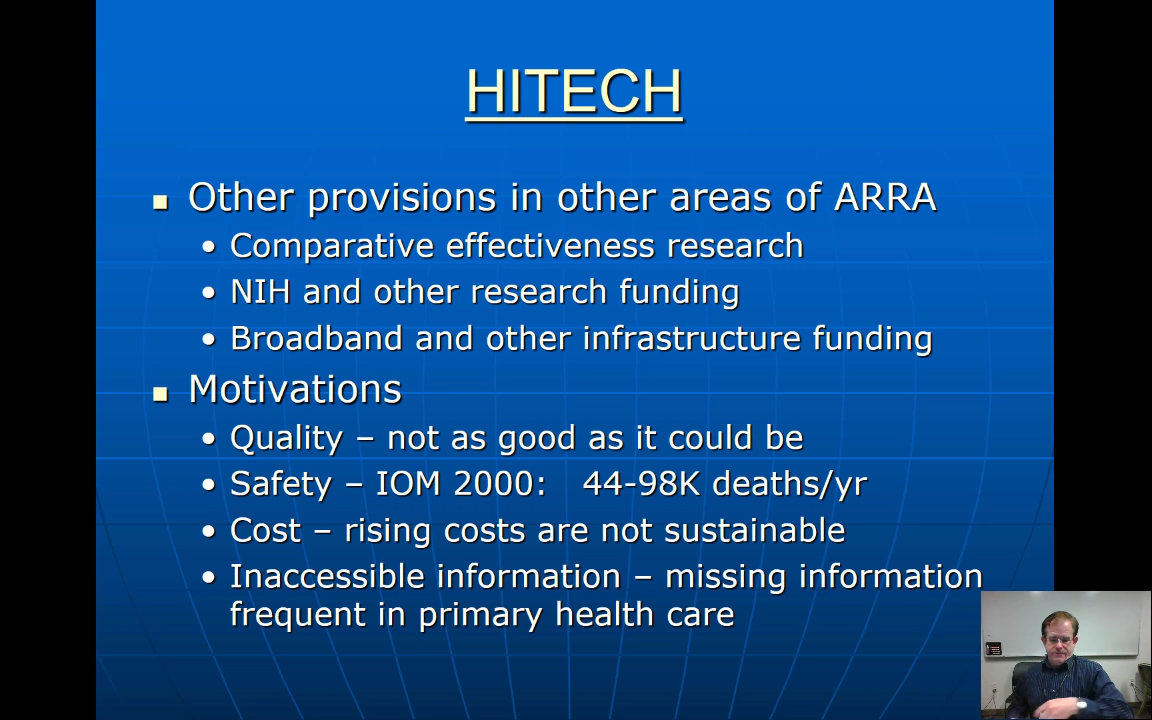 HITECH
Other provisions in other areas of ARRA
Comparative effectiveness research
NIH and other research funding
Broadband and other infrastructure funding
Motivations
Quality – not as good as it could be
Safety – IOM 2000:   44-98K deaths/yr
Cost – rising costs are not sustainable
Inaccessible information – missing information
frequent in primary health care